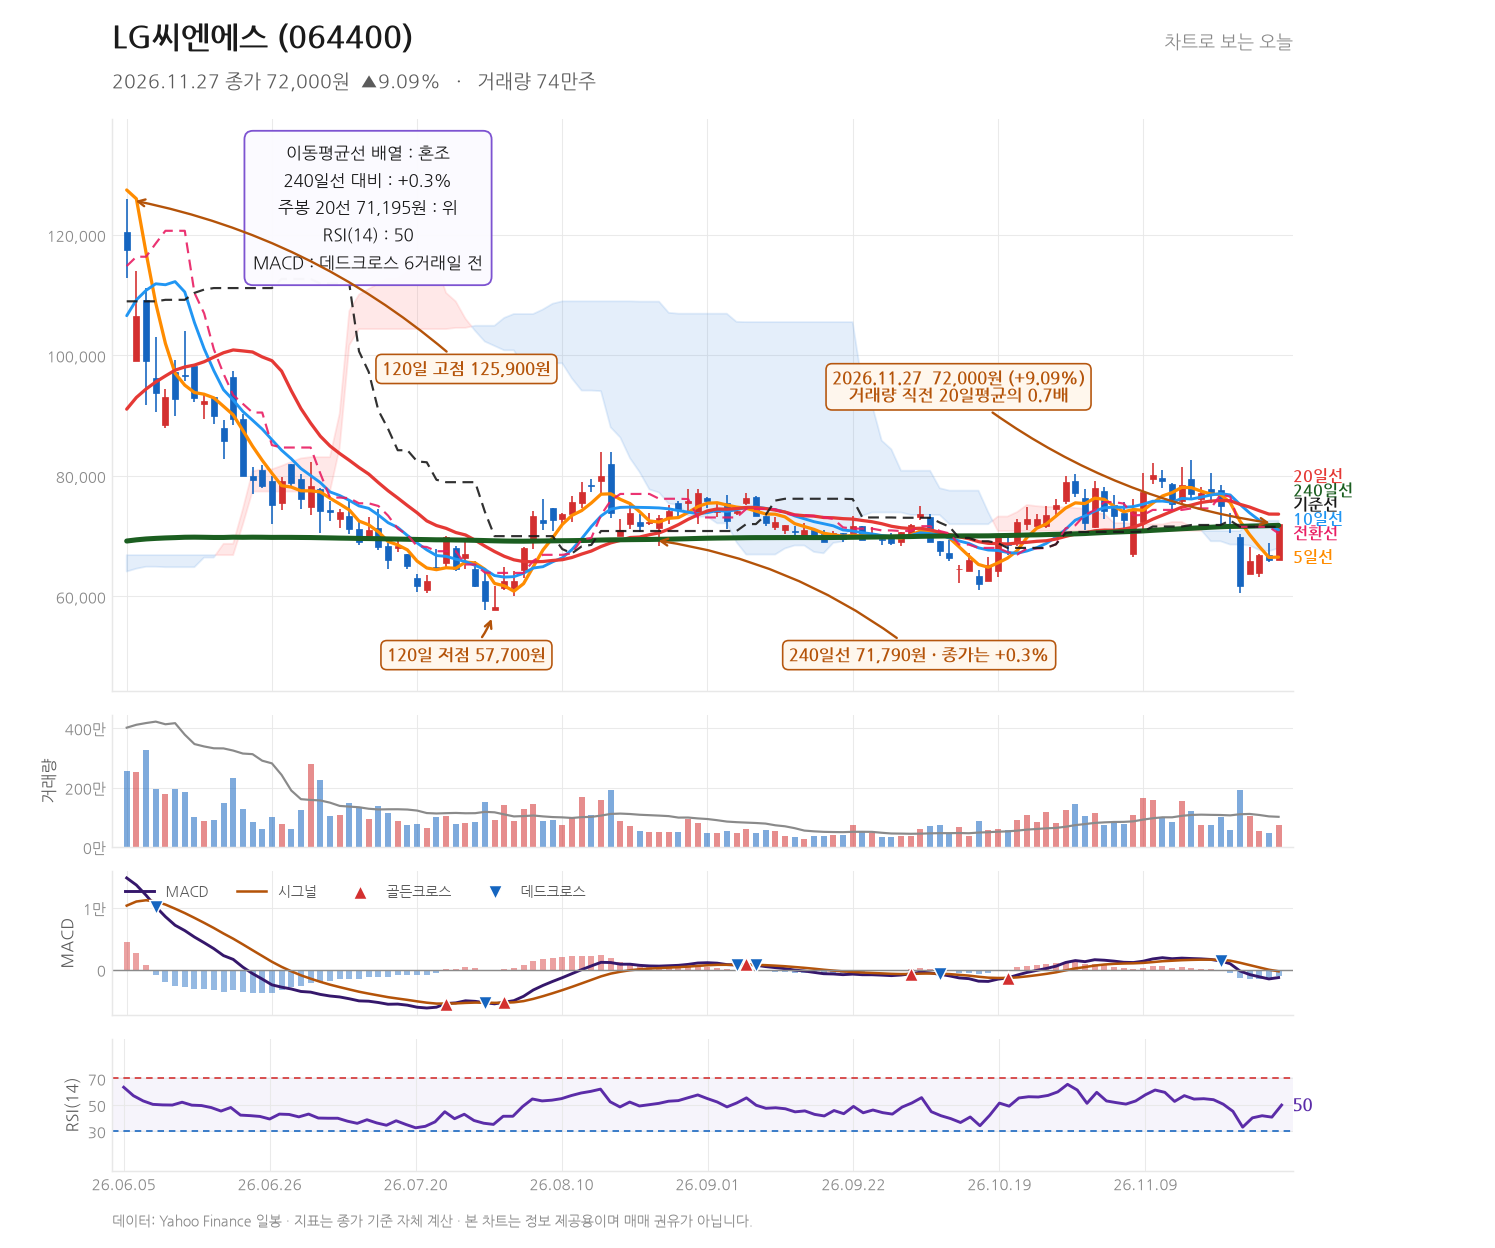 LG씨엔에스 (064400)
차트로 보는 오늘
2026.11.27 종가 72,000원 ▲9.09% · 거래량 74만주
이동평균선 배열 : 혼조
240일선 대비 : +0.3%
주봉 20선 71,195원 : 위
RSI(14) : 50
MACD : 데드크로스 6거래일 전
120,000
100,000
80,000
60,000
120일 고점 125,900원
2026.11.27 72,000원 (+9.09%)
거래량 직전 20일평균의 0.7배
120일 저점 57,700원
240일선 71,790원 · 종가는 +0.3%
20일선
240일선
기준선
10일선
전환선
5일선
거래량
400만
200만
0만
MACD
1만
0
MACD
시그널
▲ 골든크로스
▼ 데드크로스
RSI(14)
70
50
30
50
26.06.05
26.06.26
26.07.20
26.08.10
26.09.01
26.09.22
26.10.19
26.11.09
데이터: Yahoo Finance 일봉 · 지표는 종가 기준 자체 계산 · 본 차트는 정보 제공용이며 매매 권유가 아닙니다.